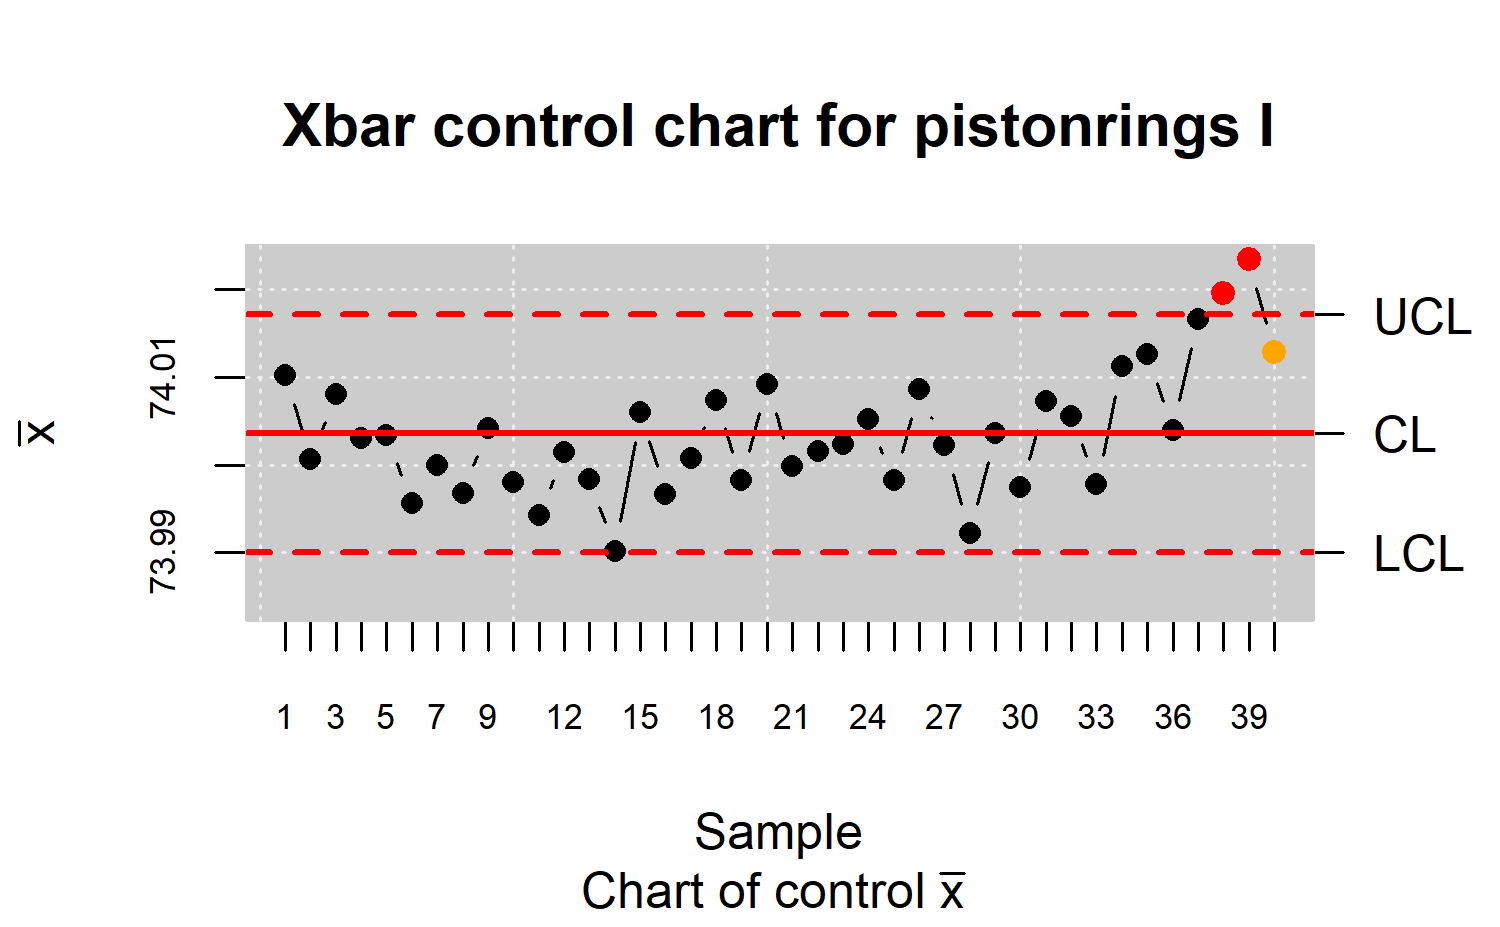 Xbar control chart for pistonrings I
UCL
74.01
x̅
CL
73.99
LCL
1 3 5 7 9 12 15 18 21 24 27 30 33 36 39
Sample
Chart of control x̅